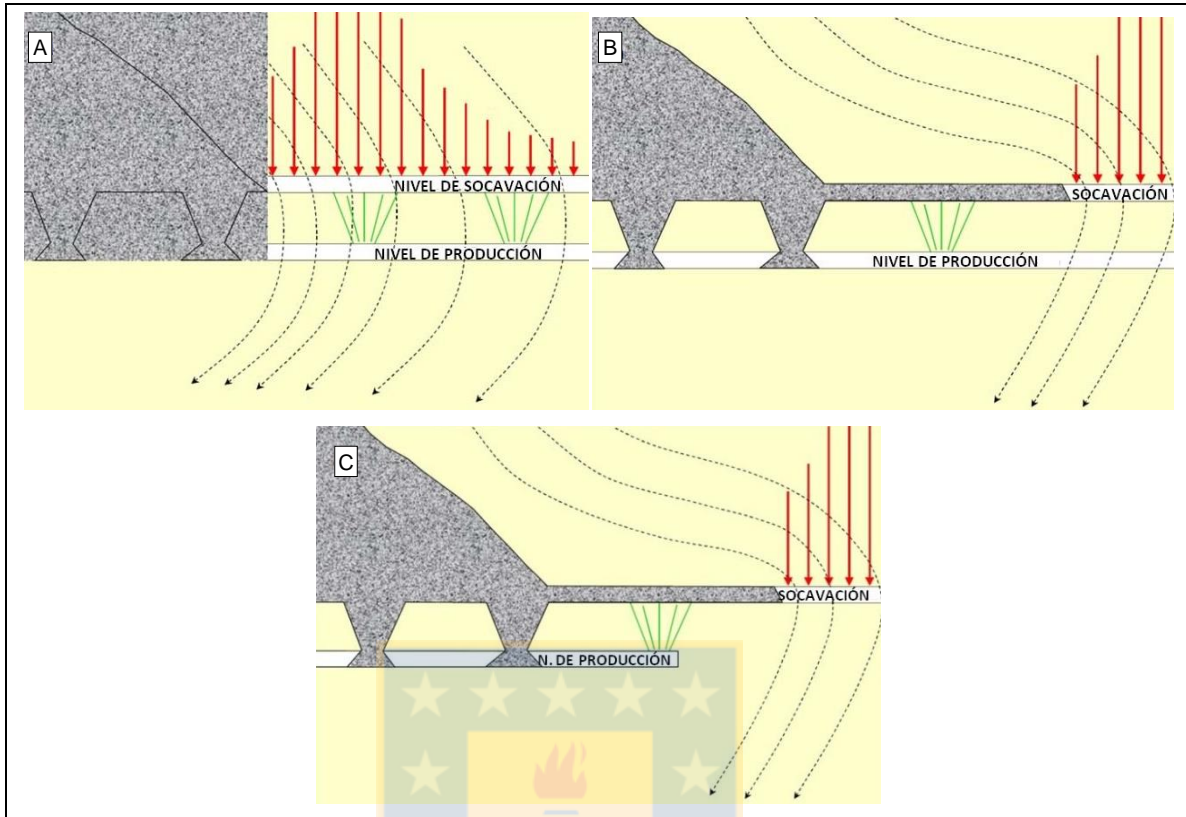 A
NIVEL DE SOCAVACIÓN
NIVEL DE PRODUCCIÓN
B
SOCAVACIÓN
NIVEL DE PRODUCCIÓN
C
SOCAVACIÓN
N. DE PRODUCCIÓN